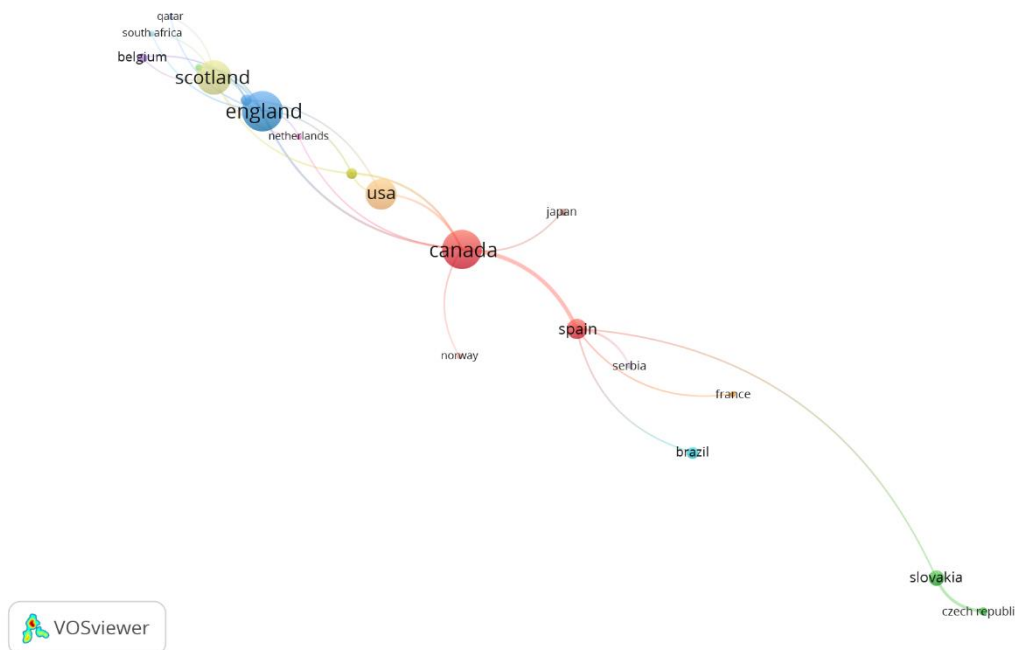 qatar
south africa
belgium
scotland
england
netherlands
usa
japan
canada
spain
norway
serbia
france
brazil
slovakia
czech republi
VOSviewer